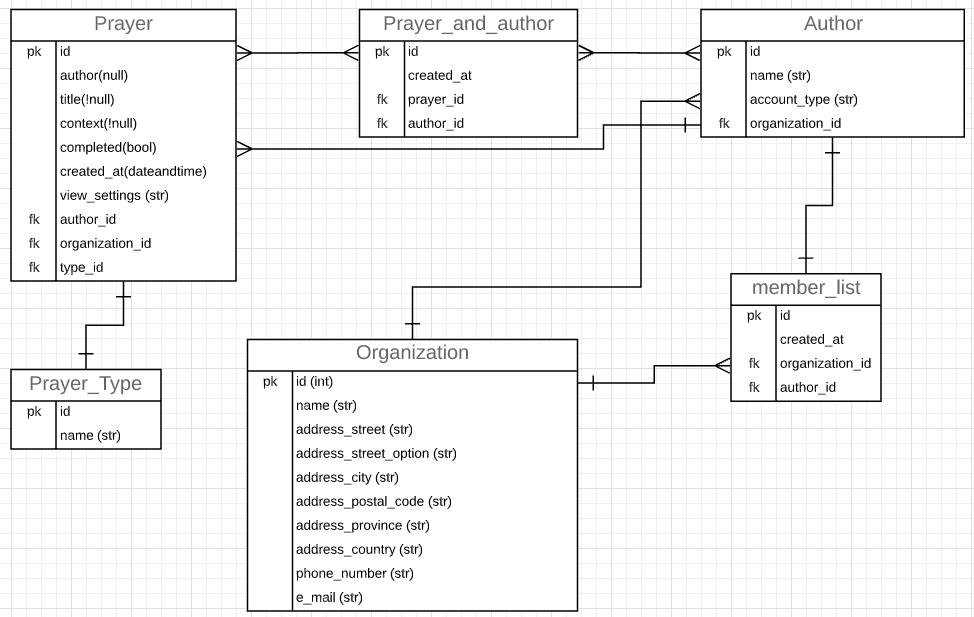 Prayer
pk id
author(null)
title(!null)
context(!null)
completed(bool)
created_at(dateandtime)
view_settings (str)
fk author_id
fk organization_id
fk type_id
Prayer_and_author
pk id
created_at
fk prayer_id
fk author_id
Author
pk id
name (str)
account_type (str)
fk organization_id
member_list
pk id
created_at
fk organization_id
fk author_id
Prayer_Type
pk id
name (str)
Organization
pk id (int)
name (str)
address_street (str)
address_street_option (str)
address_city (str)
address_postal_code (str)
address_province (str)
address_country (str)
phone_number (str)
e_mail (str)